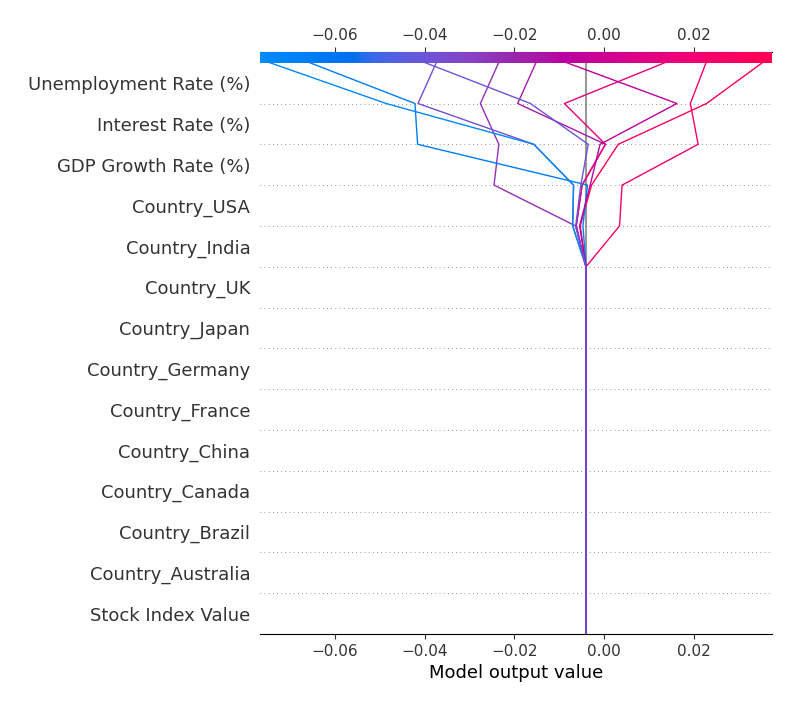 −0.06 −0.04 −0.02 0.00 0.02
Unemployment Rate (%)
Interest Rate (%)
GDP Growth Rate (%)
Country_USA
Country_India
Country_UK
Country_Japan
Country_Germany
Country_France
Country_China
Country_Canada
Country_Brazil
Country_Australia
Stock Index Value
−0.06 −0.04 −0.02 0.00 0.02
Model output value